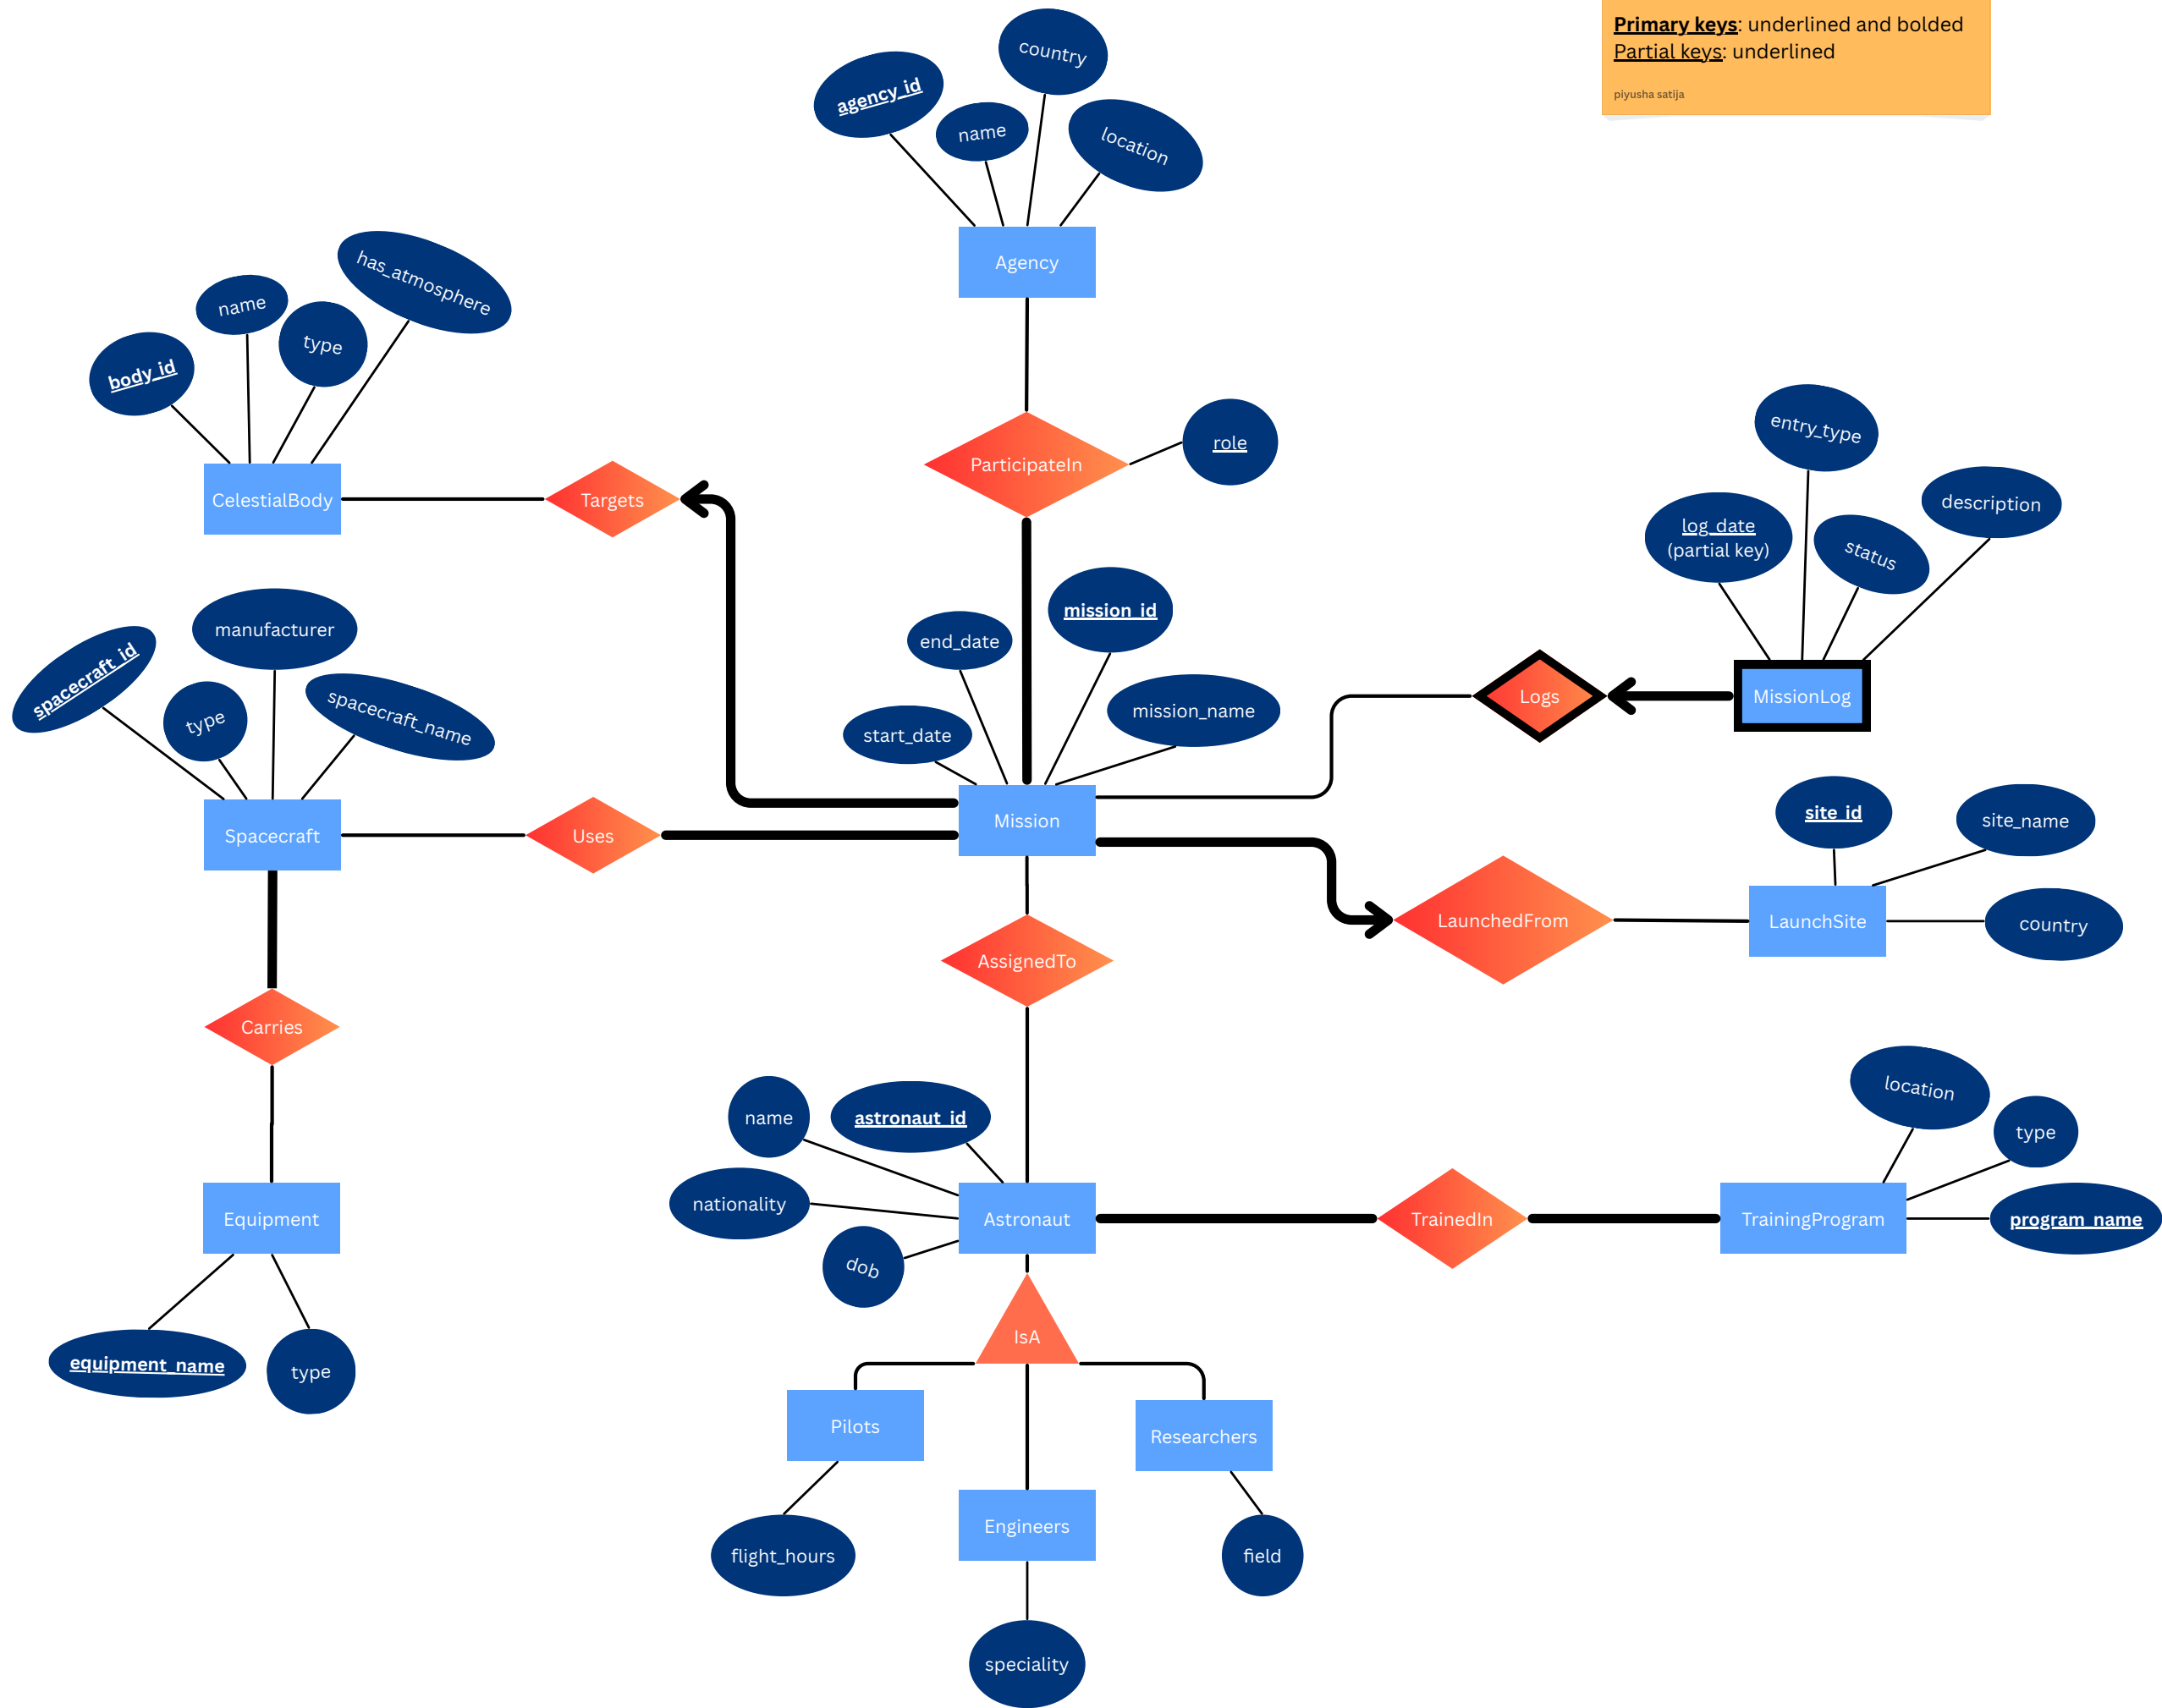 Primary keys: underlined and bolded
Partial keys: underlined
piyusha satija
country
agency_id
name
location
Agency
has_atmosphere
name
type
body_id
CelestialBody
Targets
ParticipateIn
role
entry_type
log_date
(partial key)
status
description
MissionLog
Logs
manufacturer
spacecraft_id
type
spacecraft_name
Spacecraft
Uses
end_date
mission_id
start_date
mission_name
Mission
site_id
site_name
LaunchSite
country
LaunchedFrom
AssignedTo
Carries
Equipment
equipment_name
type
name
astronaut_id
nationality
dob
Astronaut
TrainedIn
location
type
TrainingProgram
program_name
IsA
Pilots
Researchers
Engineers
flight_hours
field
speciality